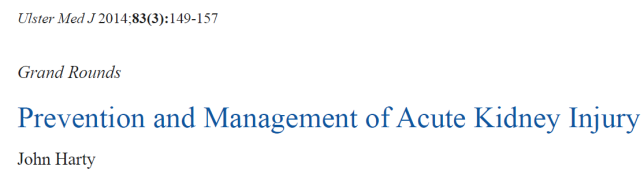 Ulster Med J 2014;83(3):149-157
Grand Rounds
Prevention and Management of Acute Kidney Injury
John Harty